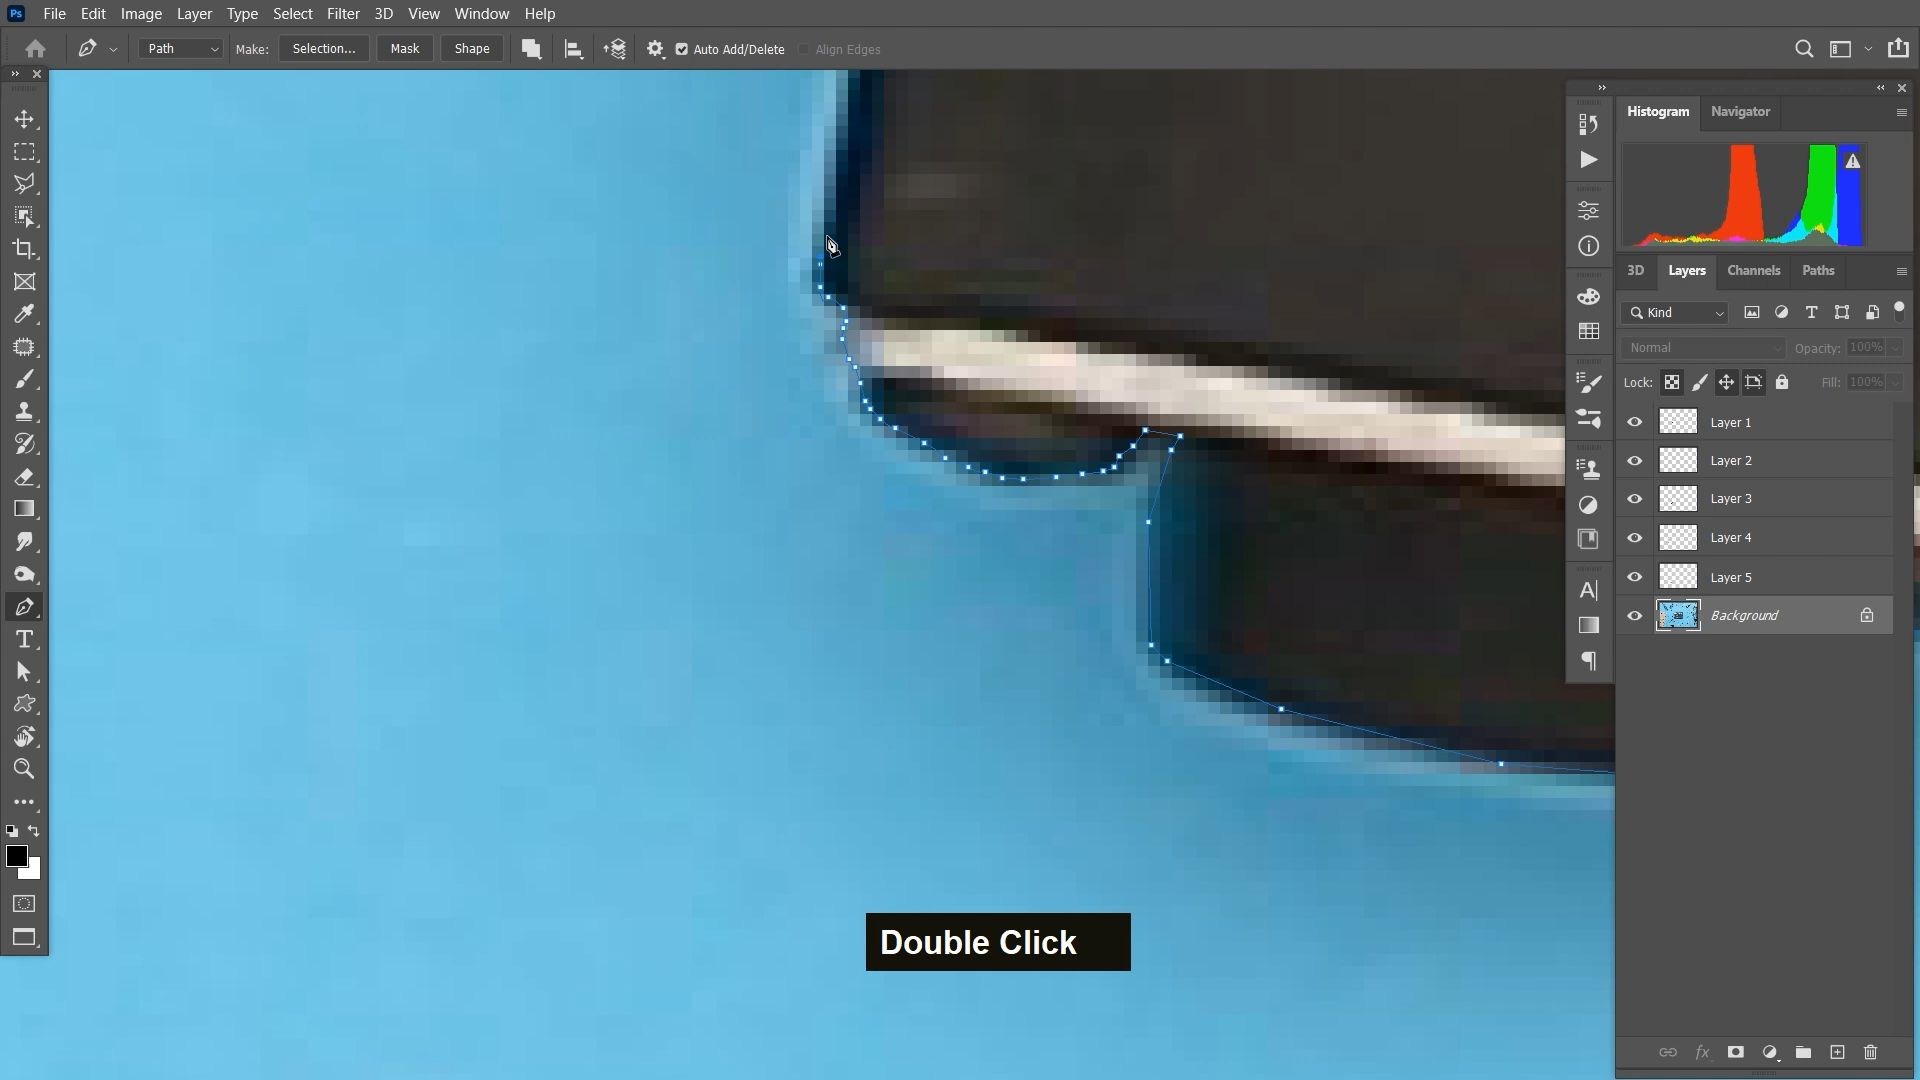 Ps File Edit Image Layer Type Select Filter 3D View Window Help
Path Make: Selection... Mask Shape Auto Add/Delete Align Edges
Histogram Navigator
3D Layers Channels Paths
Kind
Normal Opacity: 100%
Lock: Fill: 100%
Layer 1
Layer 2
Layer 3
Layer 4
Layer 5
Background
fx
Double Click